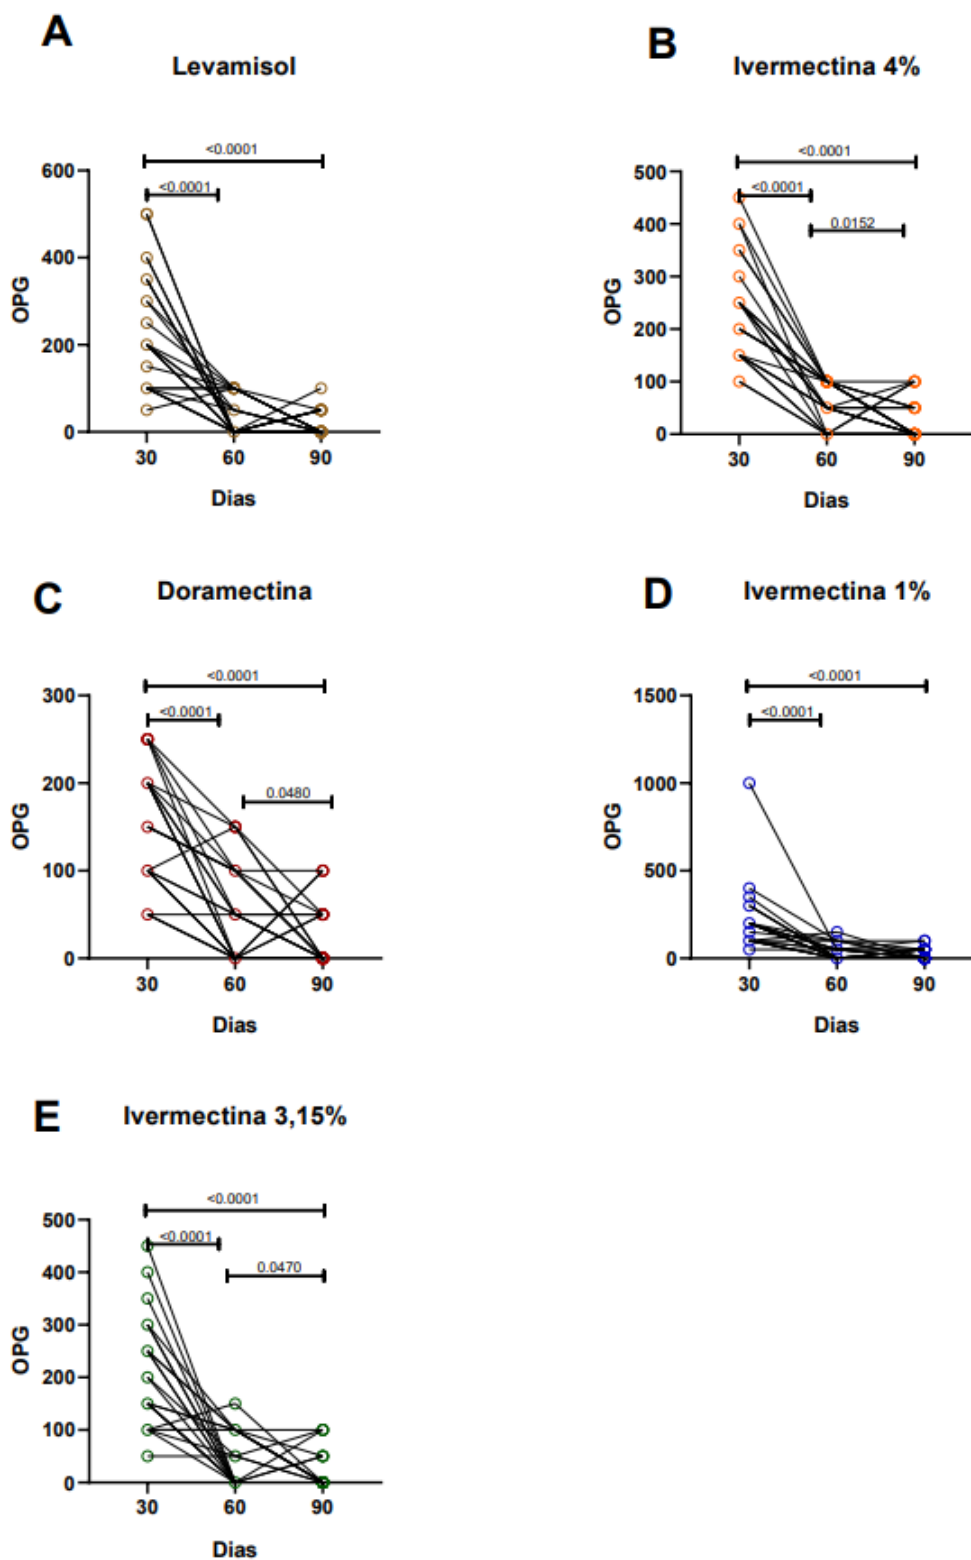 A
Levamisol
<0.0001
<0.0001
600
400
200
0
OPG
30 60 90
Dias
B
Ivermectina 4%
<0.0001
<0.0001
0.0152
500
400
300
200
100
0
OPG
30 60 90
Dias
C
Doramectina
<0.0001
<0.0001
0.0480
300
200
100
0
OPG
30 60 90
Dias
D
Ivermectina 1%
<0.0001
<0.0001
1500
1000
500
0
OPG
30 60 90
Dias
E
Ivermectina 3,15%
<0.0001
<0.0001
0.0470
500
400
300
200
100
0
OPG
30 60 90
Dias